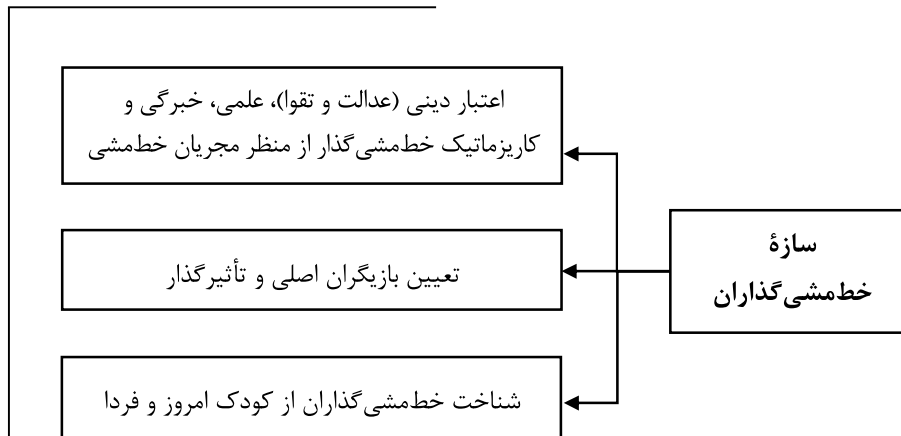 اعتبار دینی (عدالت و تقوا)، علمی، خبرگی و
کاریزماتیک خط‌مشی‌گذار از منظر مجریان خط‌مشی
سازهٔ
خط‌مشی‌گذاران
تعیین بازیگران اصلی و تأثیرگذار
شناخت خط‌مشی‌گذاران از کودک امروز و فردا